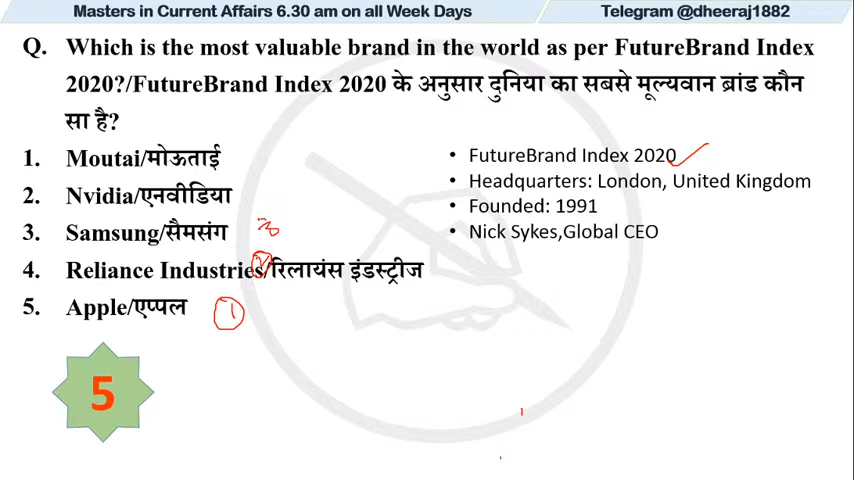 Masters in Current Affairs 6.30 am on all Week Days
Telegram @dheeraj1882
Q. Which is the most valuable brand in the world as per FutureBrand Index
2020?/FutureBrand Index 2020 के अनुसार दुनिया का सबसे मूल्यवान ब्रांड कौन
सा है?
1. Moutai/मोऊताई
2. Nvidia/एनवीडिया
3. Samsung/सैमसंग 3
4. Reliance Industries/रिलायंस इंडस्ट्रीज 2
5. Apple/एप्पल 1
• FutureBrand Index 2020
• Headquarters: London, United Kingdom
• Founded: 1991
• Nick Sykes,Global CEO
5